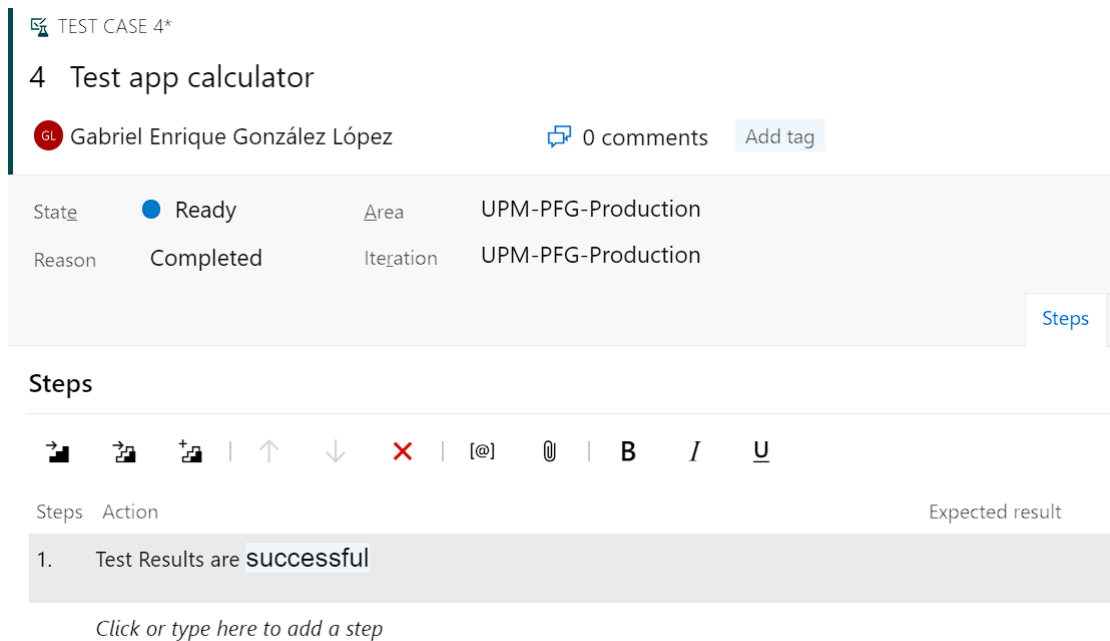 TEST CASE 4*
4 Test app calculator
GL Gabriel Enrique González López 0 comments Add tag
State Ready Area UPM-PFG-Production
Reason Completed Iteration UPM-PFG-Production
Steps
Steps
[@] B I U
Steps Action Expected result
1. Test Results are successful
Click or type here to add a step